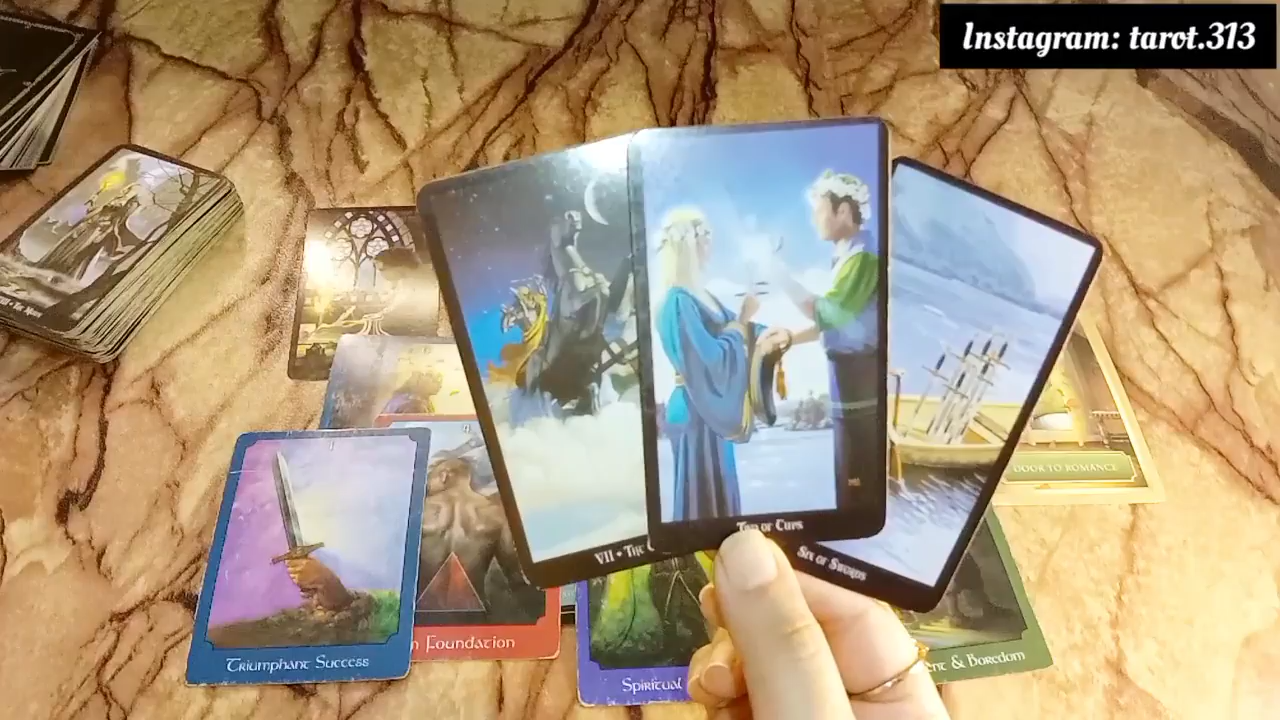 Instagram: tarot.313
VII • The
Two of Cups
Six of Swords
DOOR TO ROMANCE
Triumphant Success
Foundation
Spiritual
& Boredom